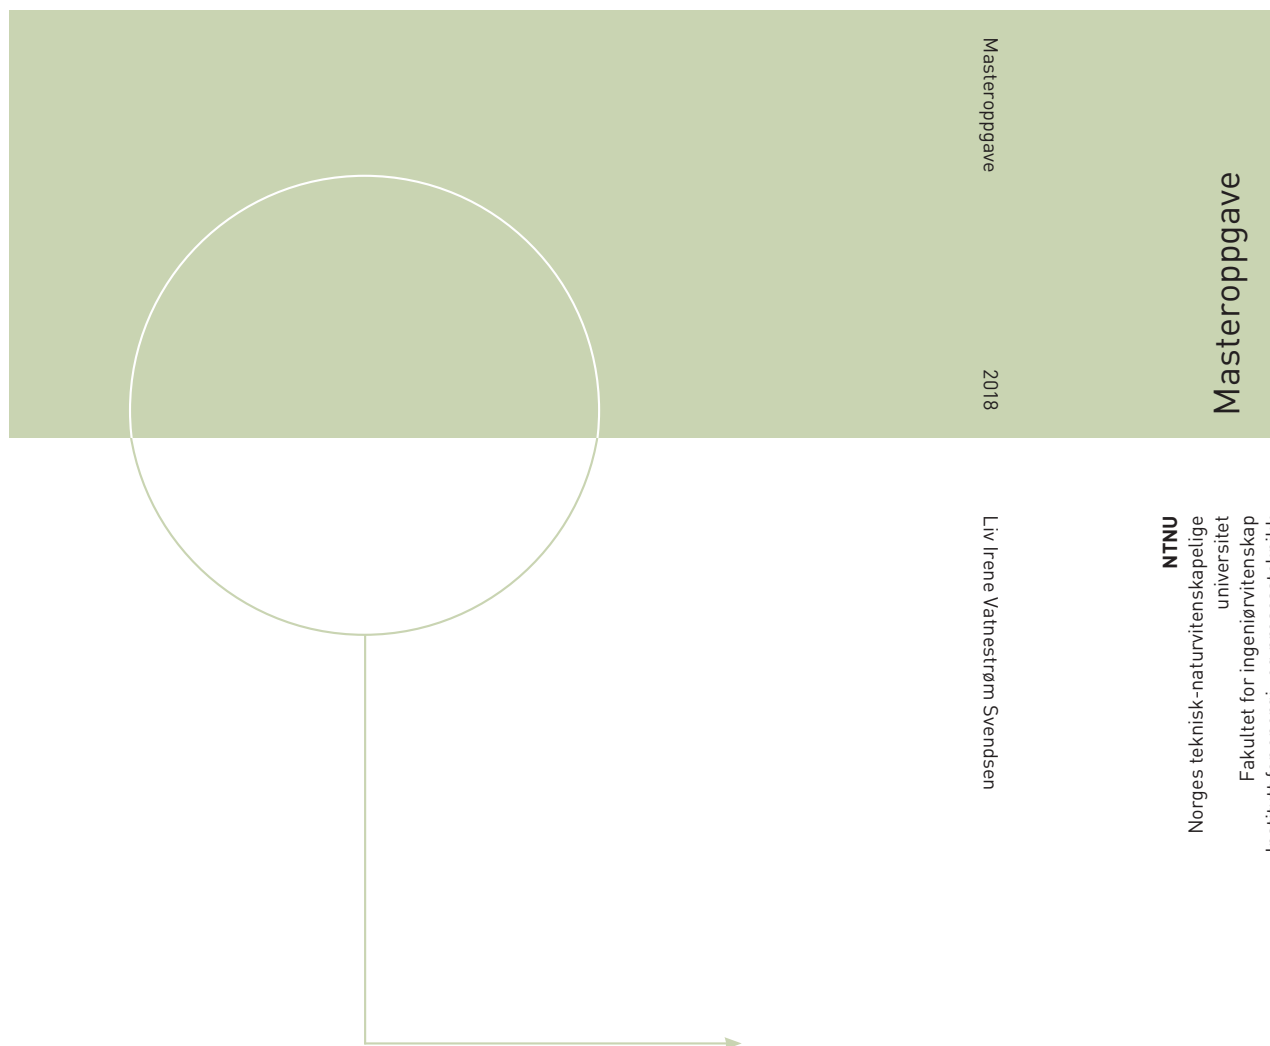 Masteroppgave
2018
Liv Irene Vatnestrøm Svendsen
Masteroppgave
NTNU
Norges teknisk-naturvitenskapelige
universitet
Fakultet for ingeniørvitenskap